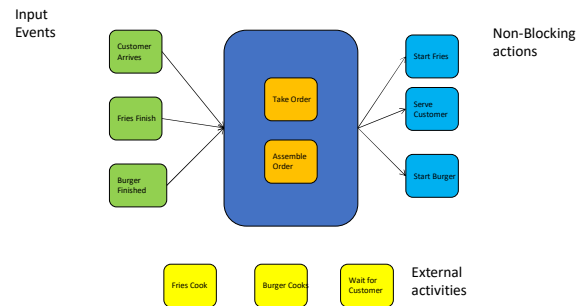 Input
Events
Non-Blocking
actions
Customer
Arrives
Fries Finish
Burger
Finished
Take Order
Assemble
Order
Start Fries
Serve
Customer
Start Burger
Fries Cook
Burger Cooks
Wait for
Customer
External
activities